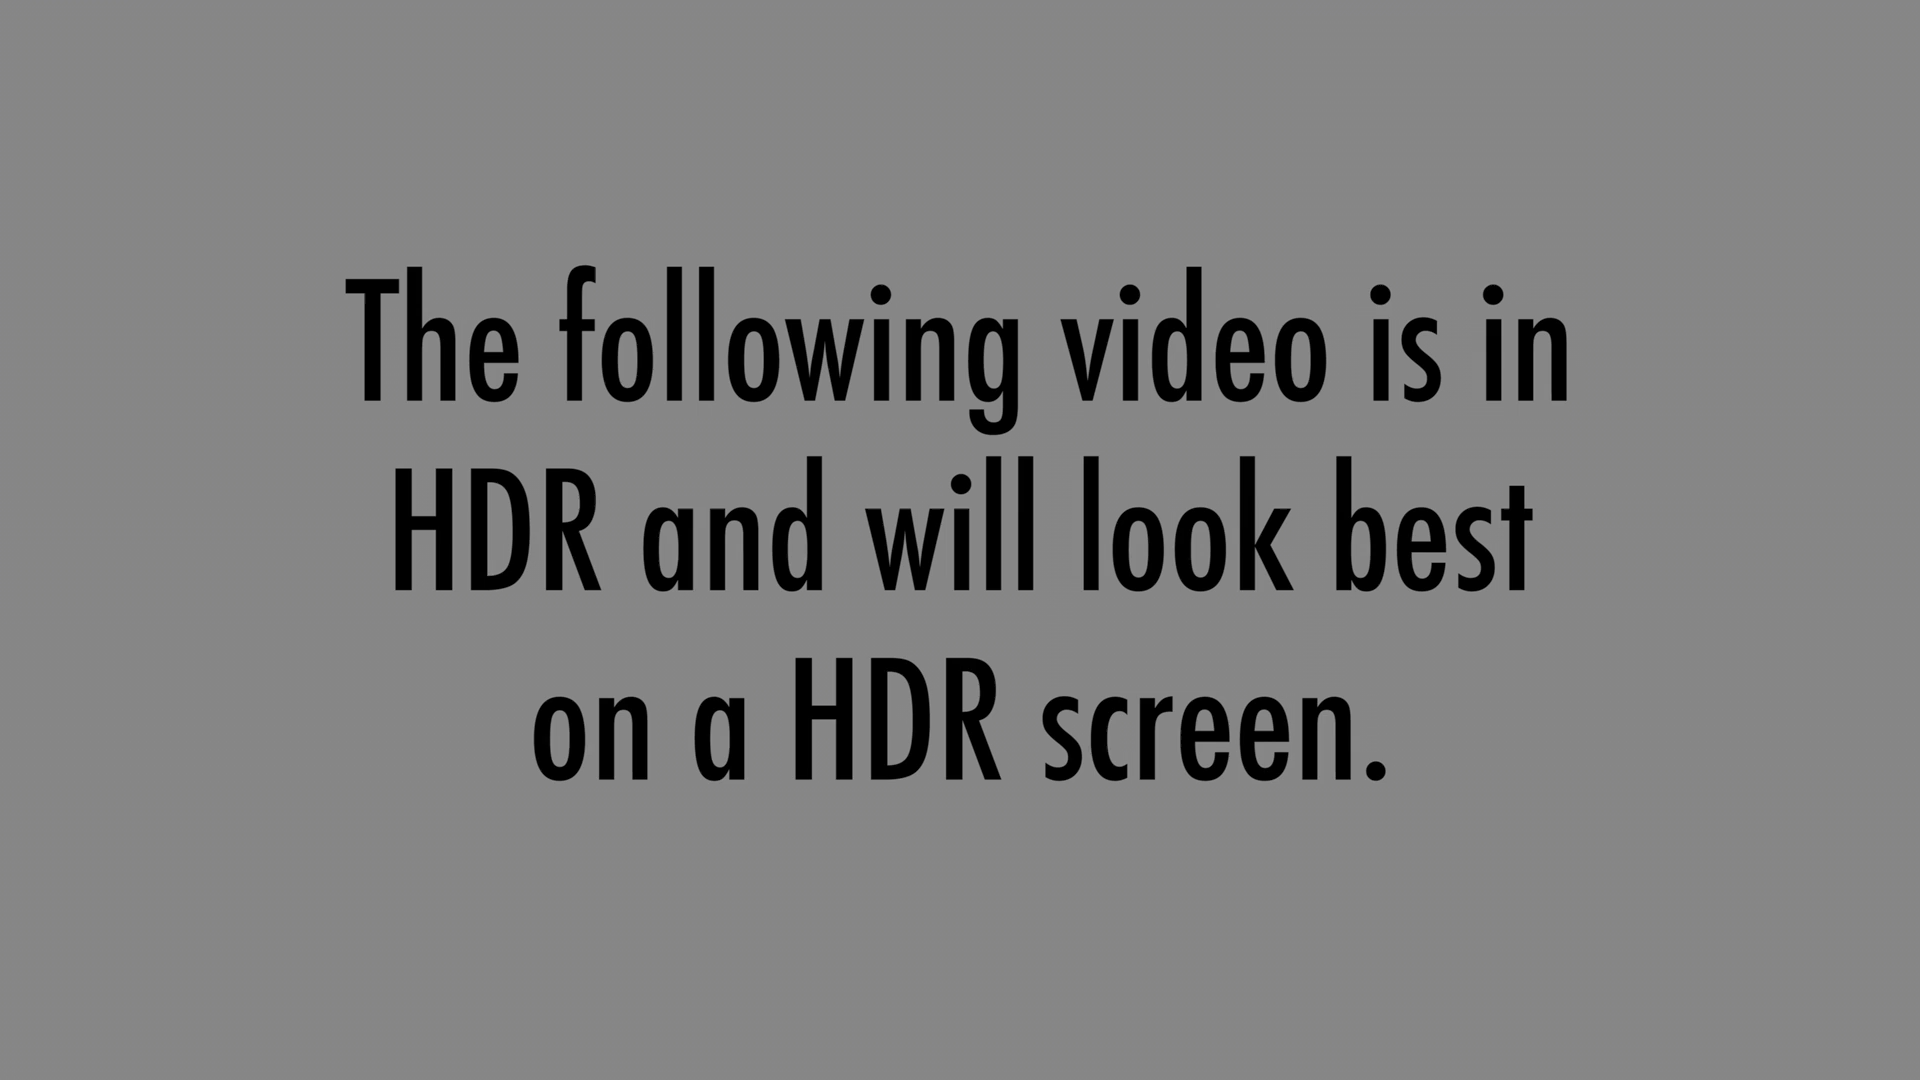 The following video is in
HDR and will look best
on a HDR screen.